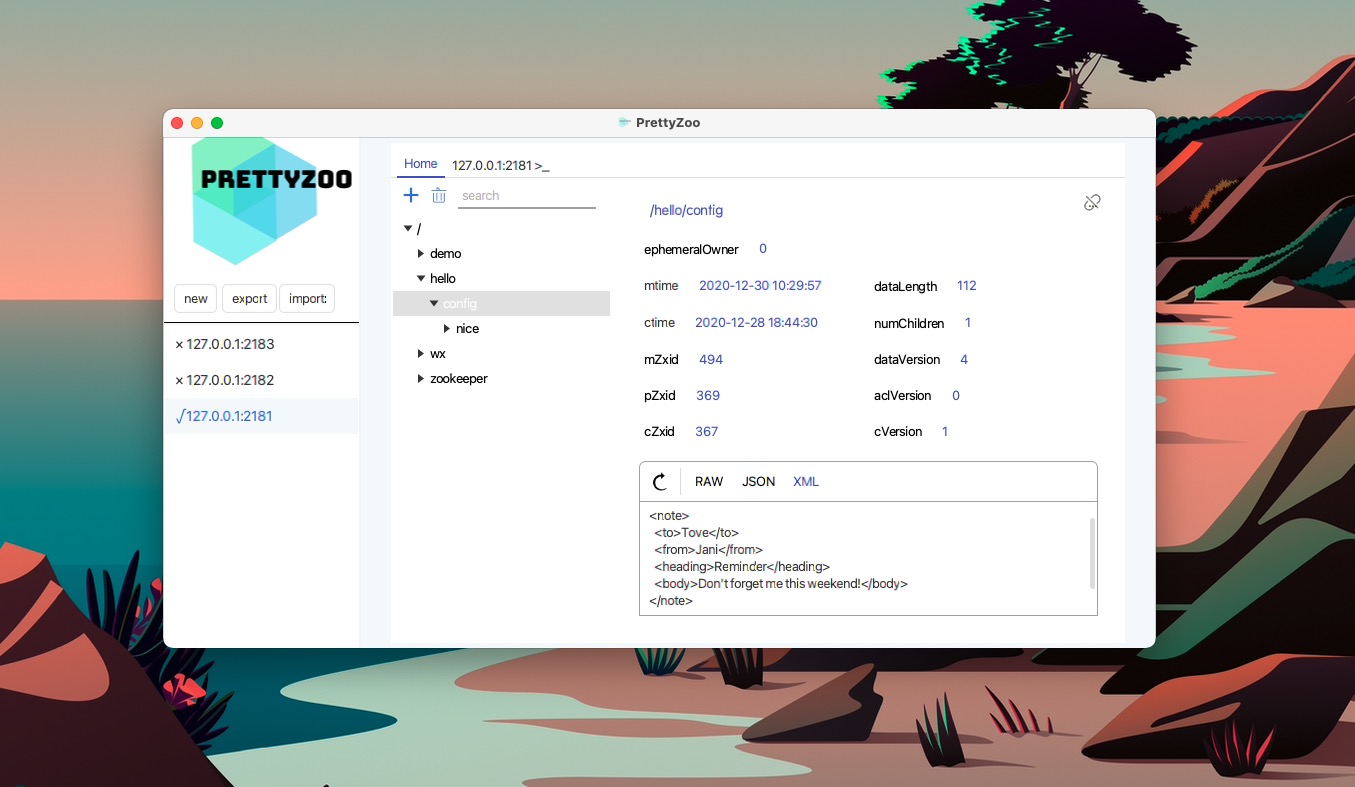 PrettyZoo
PRETTYZOO
new export import:
× 127.0.0.1:2183
× 127.0.0.1:2182
√127.0.0.1:2181
Home 127.0.0.1:2181 >_
search
/
demo
hello
config
nice
wx
zookeeper
/hello/config
ephemeralOwner 0
mtime 2020-12-30 10:29:57 dataLength 112
ctime 2020-12-28 18:44:30 numChildren 1
mZxid 494 dataVersion 4
pZxid 369 aclVersion 0
cZxid 367 cVersion 1
RAW JSON XML
<note>
<to>Tove</to>
<from>Jani</from>
<heading>Reminder</heading>
<body>Don't forget me this weekend!</body>
</note>